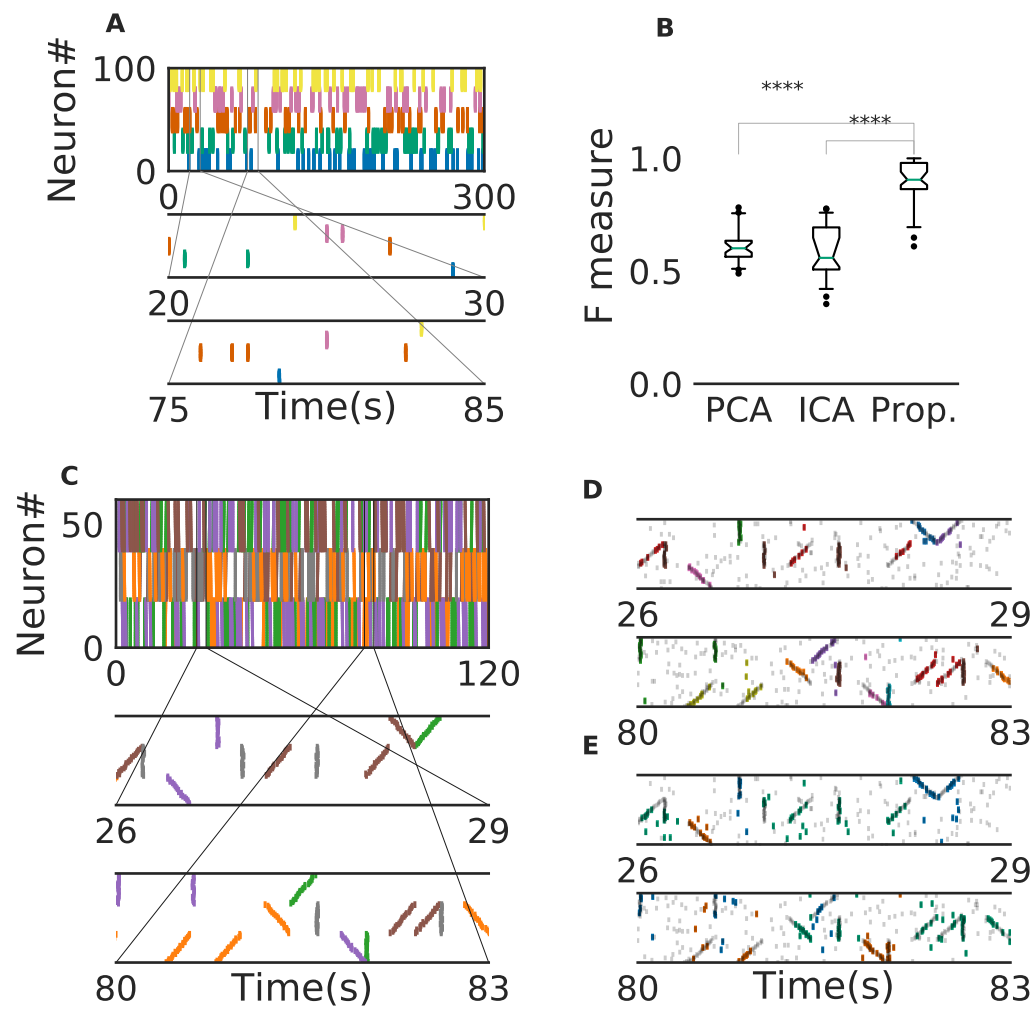 A
Neuron#
100
0
0 300
20 30
75 Time(s) 85
B
****
****
F measure
1.0
0.5
0.0
PCA ICA Prop.
C
Neuron#
50
0
0 120
26 29
80 Time(s) 83
D
26 29
80 83
E
26 29
80 Time(s) 83